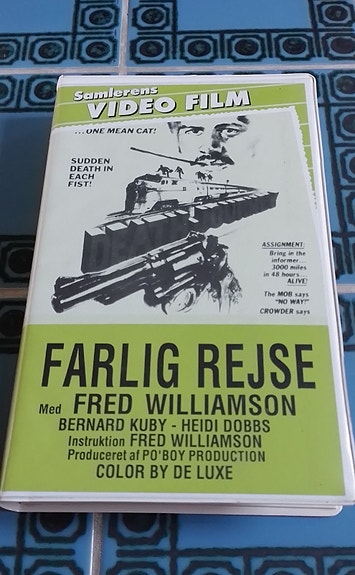 Samlerens
VIDEO FILM
...ONE MEAN CAT!
SUDDEN
DEATH IN
EACH
FIST!
ASSIGNMENT:
Bring in the
informer...
3000 miles
in 48 hours...
ALIVE!
The MOB says
"NO WAY!"
CROWDER says
FARLIG REJSE
Med FRED WILLIAMSON
BERNARD KUBY - HEIDI DOBBS
Instruktion FRED WILLIAMSON
Produceret af PO'BOY PRODUCTION
COLOR BY DE LUXE